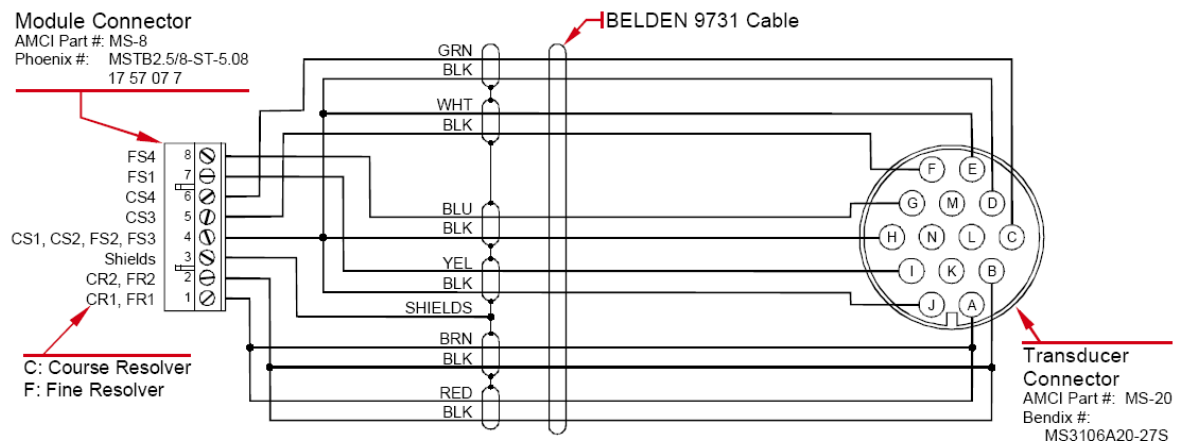 Module Connector
AMCI Part #: MS-8
Phoenix #: MSTB2.5/8-ST-5.08
17 57 07 7
BELDEN 9731 Cable
GRN
BLK
WHT
BLK
BLU
BLK
YEL
BLK
SHIELDS
BRN
BLK
RED
BLK
FS4 8
FS1 7
CS4 6
CS3 5
CS1, CS2, FS2, FS3 4
Shields 3
CR2, FR2 2
CR1, FR1 1
F E
G M D
H N L C
I K B
J A
C: Course Resolver
F: Fine Resolver
Transducer
Connector
AMCI Part #: MS-20
Bendix #:
MS3106A20-27S